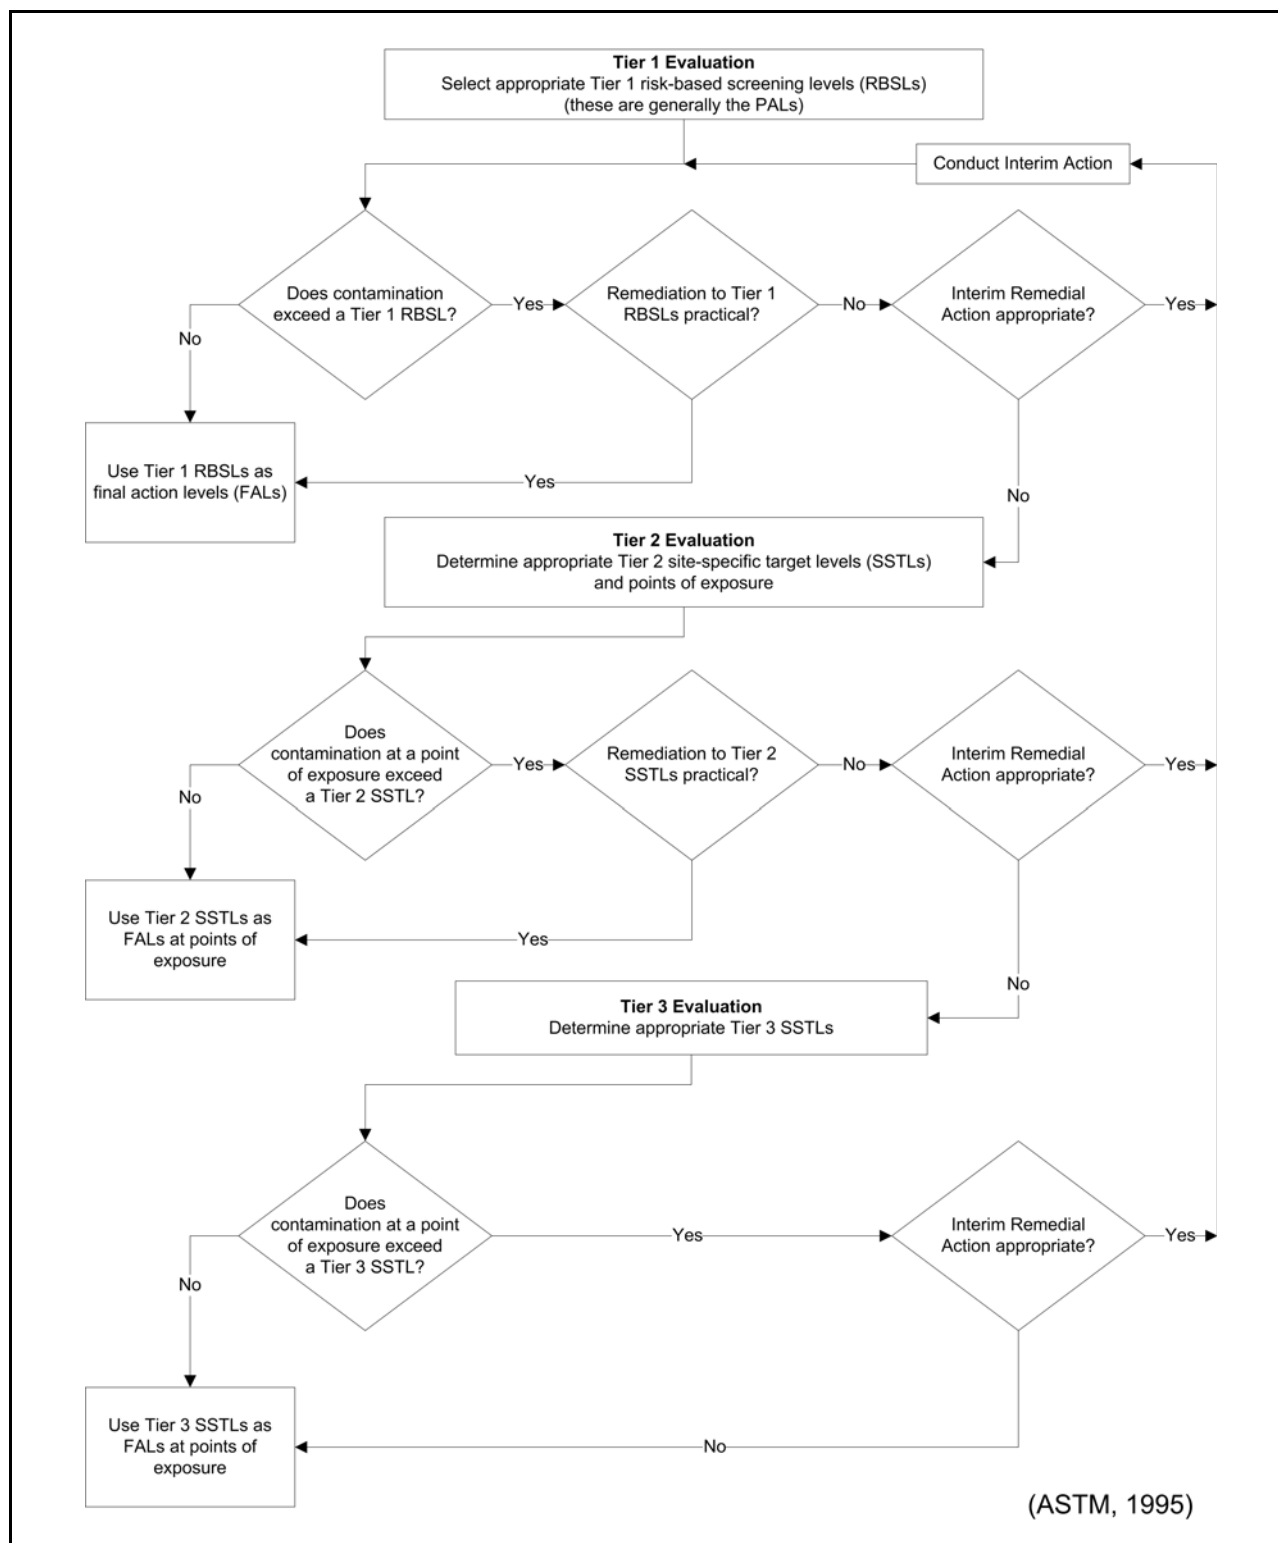 Tier 1 Evaluation
Select appropriate Tier 1 risk-based screening levels (RBSLs)
(these are generally the PALs)
Conduct Interim Action
Does contamination
exceed a Tier 1 RBSL?
Yes
Remediation to Tier 1
RBSLs practical?
No
Interim Remedial
Action appropriate?
Yes
No
Use Tier 1 RBSLs as
final action levels (FALs)
Yes
No
Tier 2 Evaluation
Determine appropriate Tier 2 site-specific target levels (SSTLs)
and points of exposure
Does
contamination at a point
of exposure exceed
a Tier 2 SSTL?
Yes
Remediation to Tier 2
SSTLs practical?
No
Interim Remedial
Action appropriate?
Yes
No
Use Tier 2 SSTLs as
FALs at points of
exposure
Yes
No
Tier 3 Evaluation
Determine appropriate Tier 3 SSTLs
Does
contamination at a point
of exposure exceed
a Tier 3 SSTL?
Yes
Interim Remedial
Action appropriate?
Yes
No
Use Tier 3 SSTLs as
FALs at points of
exposure
No
(ASTM, 1995)